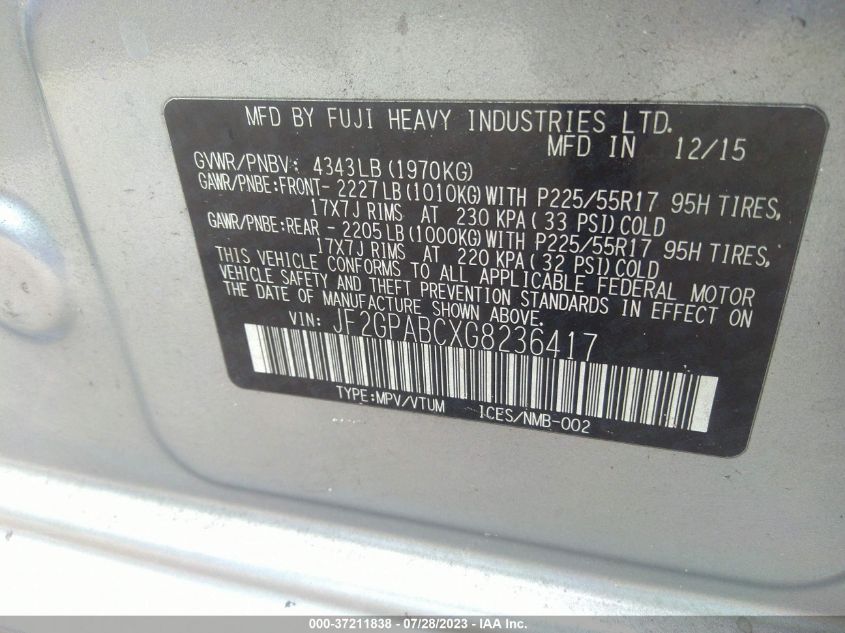 MFD BY FUJI HEAVY INDUSTRIES LTD.
MFD IN 12/15
GVWR/PNBV: 4343LB (1970KG)
GAWR/PNBE:FRONT- 2227LB (1010KG) WITH P225/55R17 95H TIRES,
17X7J RIMS AT 230 KPA ( 33 PSI) COLD
GAWR/PNBE:REAR - 2205LB (1000KG) WITH P225/55R17 95H TIRES,
17X7J RIMS AT 220 KPA ( 32 PSI) COLD
THIS VEHICLE CONFORMS TO ALL APPLICABLE FEDERAL MOTOR
VEHICLE SAFETY AND THEFT PREVENTION STANDARDS IN EFFECT ON
THE DATE OF MANUFACTURE SHOWN ABOVE.
VIN: JF2GPABCXG8236417
TYPE:MPV/VTUM ICES/NMB-002
000-37211838 - 07/28/2023 - IAA Inc.